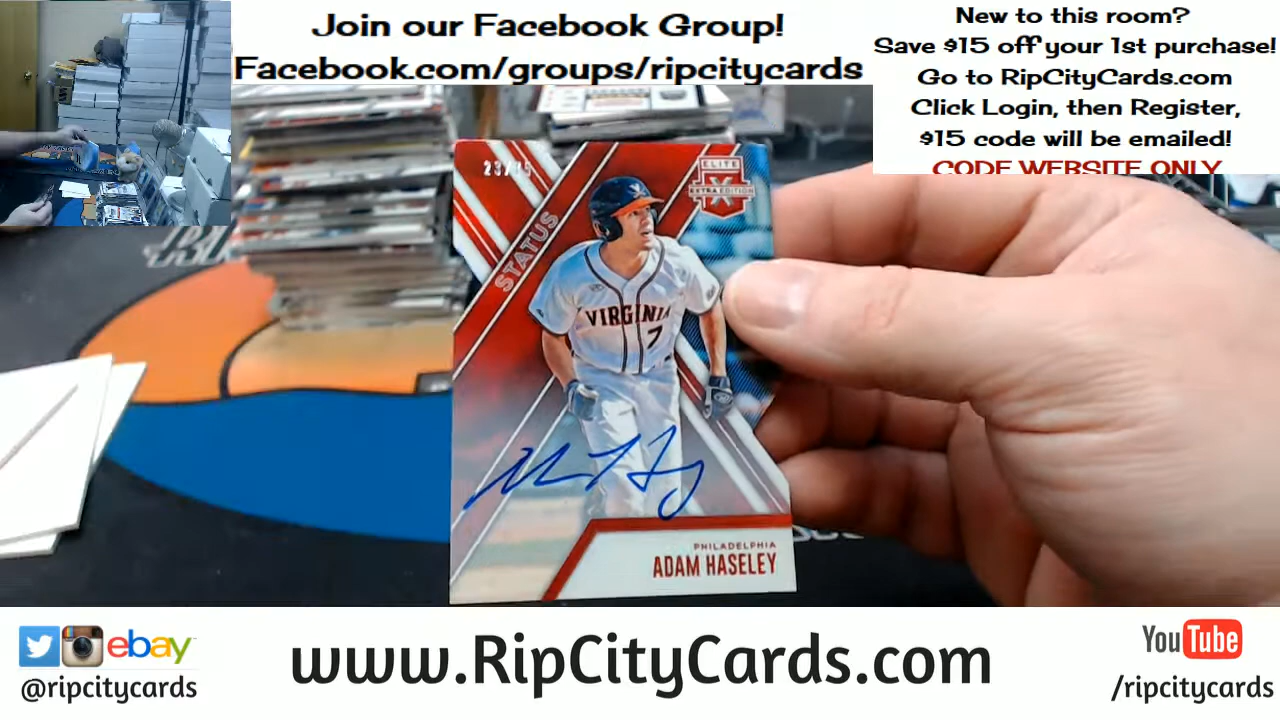 Join our Facebook Group!
Facebook.com/groups/ripcitycards
New to this room?
Save $15 off your 1st purchase!
Go to RipCityCards.com
Click Login, then Register,
$15 code will be emailed!
CODE WEBSITE ONLY
23/75
ELITE
EXTRA EDITION
STATUS
VIRGINIA
7
PHILADELPHIA
ADAM HASELEY
ebay
@ripcitycards
www.RipCityCards.com
YouTube
/ripcitycards